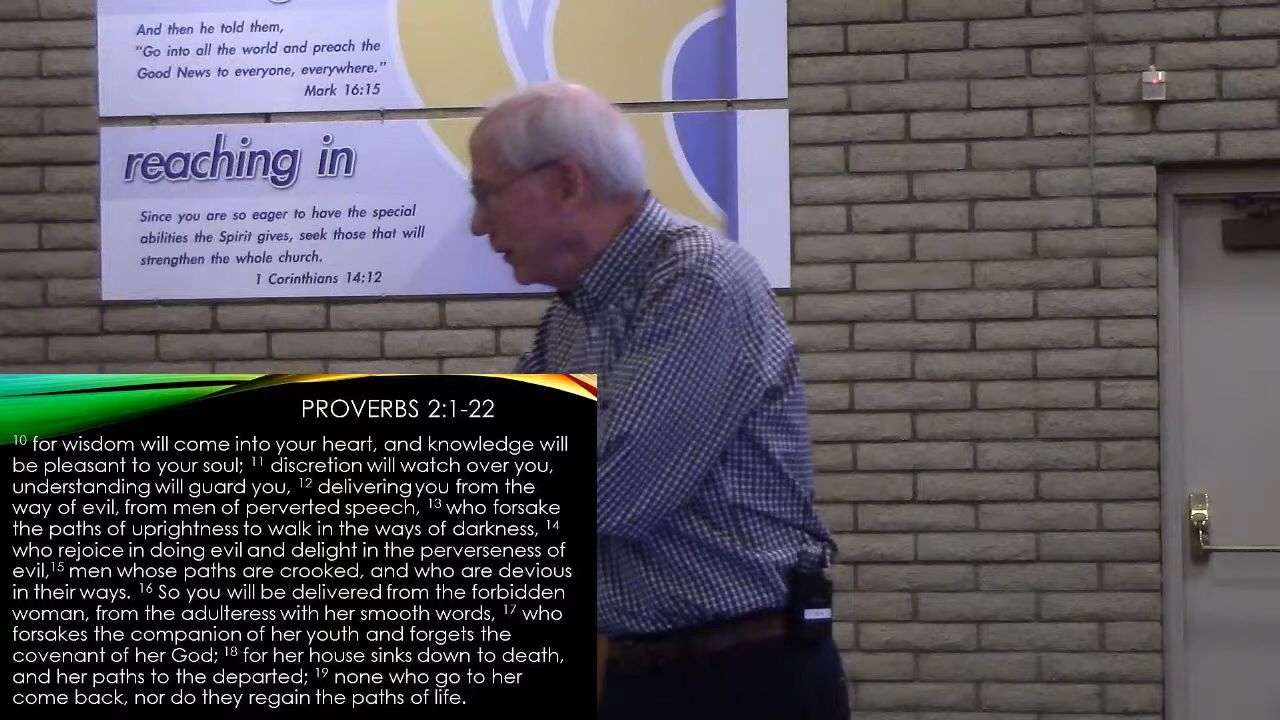 And then he told them,
"Go into all the world and preach the
Good News to everyone, everywhere."
Mark 16:15
reaching in
Since you are so eager to have the special
abilities the Spirit gives, seek those that will
strengthen the whole church.
1 Corinthians 14:12
PROVERBS 2:1-22
10 for wisdom will come into your heart, and knowledge will
be pleasant to your soul; 11 discretion will watch over you,
understanding will guard you, 12 delivering you from the
way of evil, from men of perverted speech, 13 who forsake
the paths of uprightness to walk in the ways of darkness, 14
who rejoice in doing evil and delight in the perverseness of
evil,15 men whose paths are crooked, and who are devious
in their ways. 16 So you will be delivered from the forbidden
woman, from the adulteress with her smooth words, 17 who
forsakes the companion of her youth and forgets the
covenant of her God; 18 for her house sinks down to death,
and her paths to the departed; 19 none who go to her
come back, nor do they regain the paths of life.